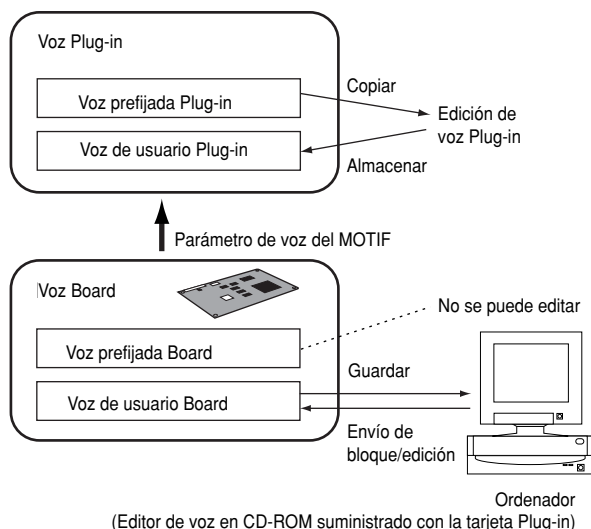 Voz Plug-in
Voz prefijada Plug-in
Voz de usuario Plug-in
Copiar
Edición de
voz Plug-in
Almacenar
Parámetro de voz del MOTIF
Voz Board
Voz prefijada Board
Voz de usuario Board
No se puede editar
Guardar
Envío de
bloque/edición
Ordenador
(Editor de voz en CD-ROM suministrado con la tarjeta Plug-in)